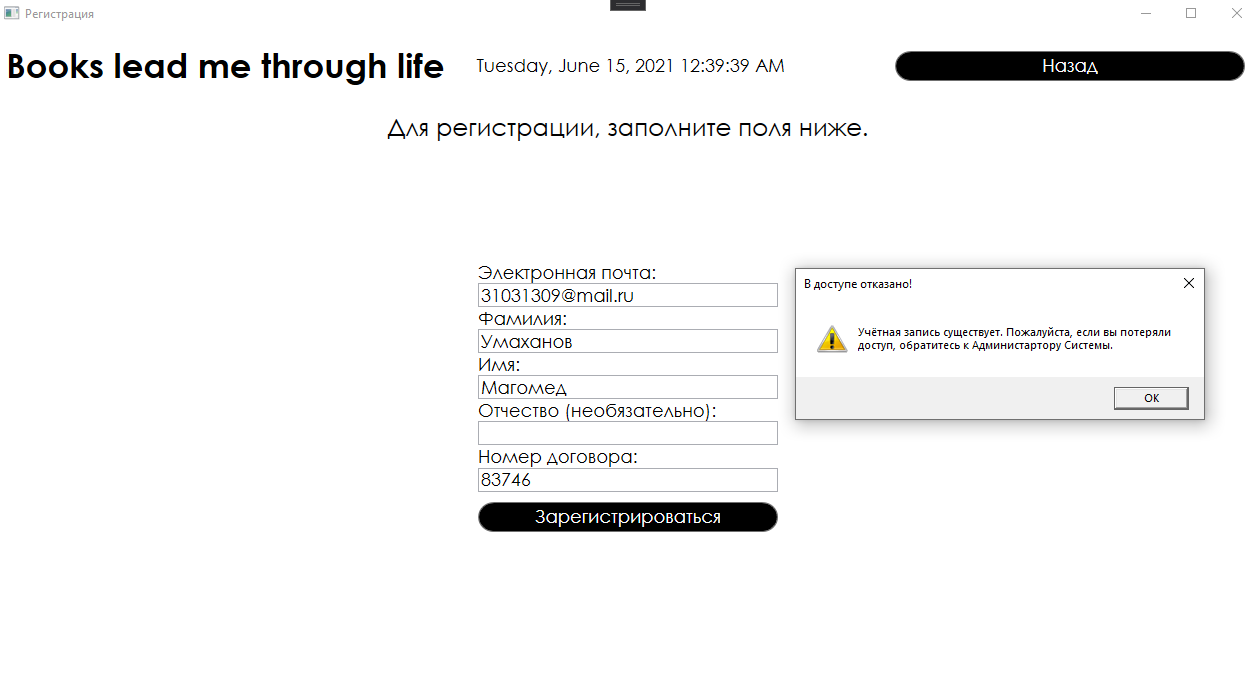 Регистрация
Books lead me through life
Tuesday, June 15, 2021 12:39:39 AM
Назад
Для регистрации, заполните поля ниже.
Электронная почта:
31031309@mail.ru
Фамилия:
Умаханов
Имя:
Магомед
Отчество (необязательно):
Номер договора:
83746
Зарегистрироваться
В доступе отказано!
Учётная запись существует. Пожалуйста, если вы потеряли
доступ, обратитесь к Администартору Системы.
OK